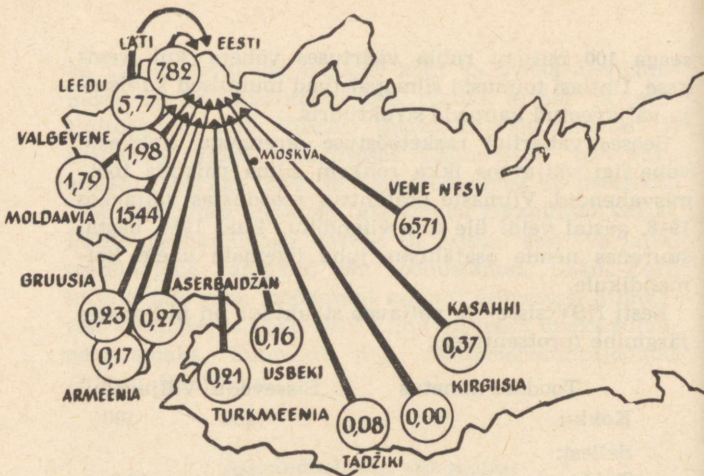 LÄTI
EESTI
7,82
LEEDU
5,77
VALGEVENE
1,98
MOSKVA
1,79
VENE NFSV
65,71
MOLDAAVIA
15,44
GRUUSIA
ASERBAIDŽAN
0,23
0,27
KASAHHI
0,37
0,16
0,17
USBEKI
ARMEENIA
0,21
KIRGIISIA
0,00
TURKMEENIA
0,08
TADŽIKI